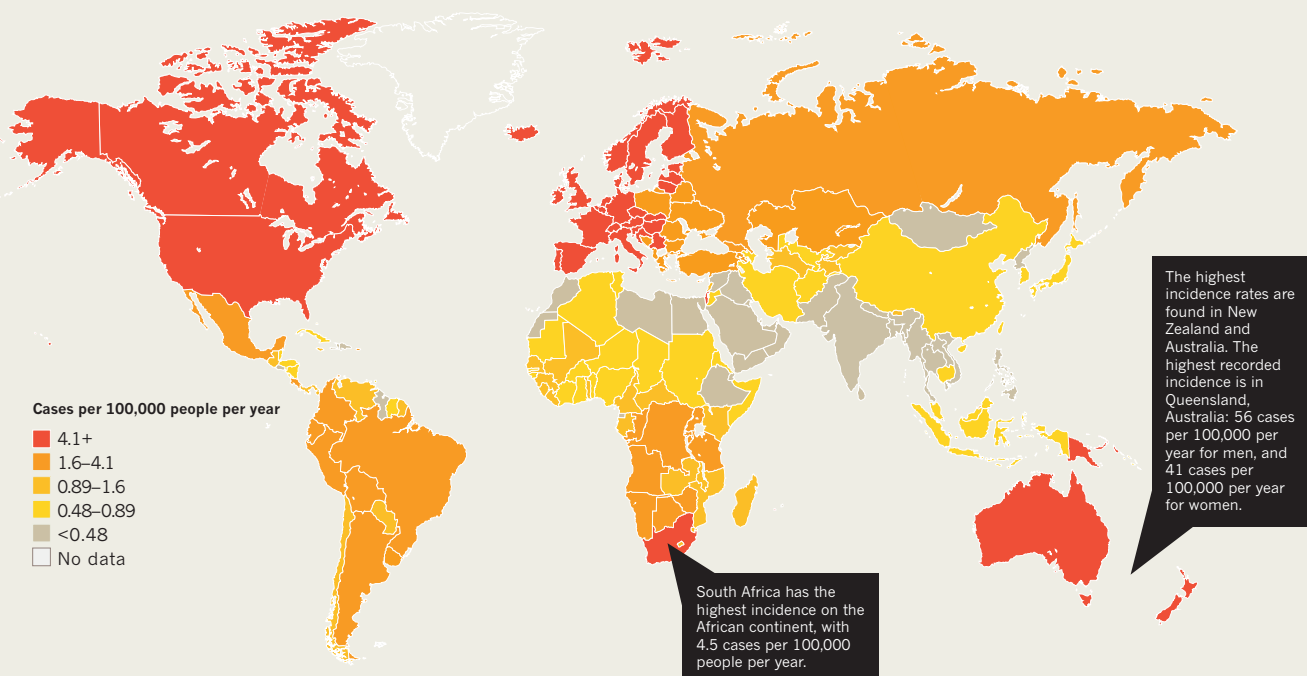 Cases per 100,000 people per year
4.1+
1.6–4.1
0.89–1.6
0.48–0.89
<0.48
No data
The highest
incidence rates are
found in New
Zealand and
Australia. The
highest recorded
incidence is in
Queensland,
Australia: 56 cases
per 100,000 per
year for men, and
41 cases per
100,000 per year
for women.
South Africa has the
highest incidence on the
African continent, with
4.5 cases per 100,000
people per year.